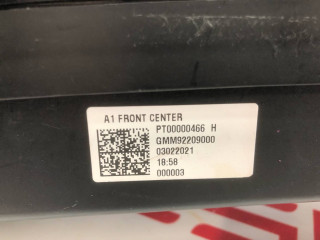 A1 FRONT CENTER
PT00000466 H
GMM92209000
03022021
18:58
000003